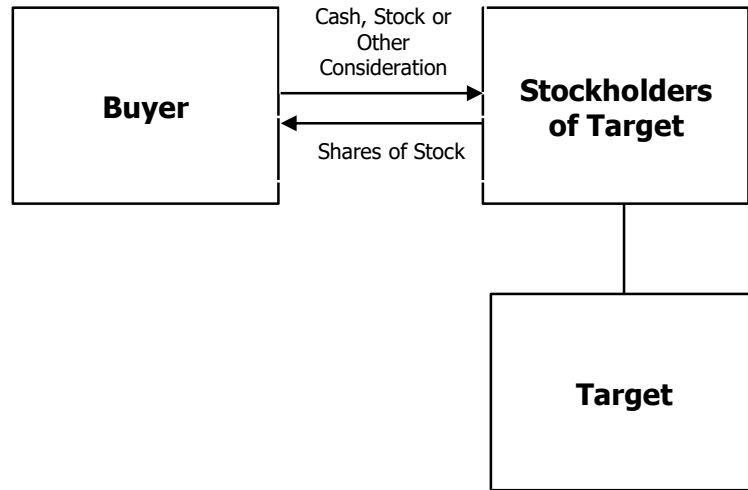 Buyer
Cash, Stock or
Other
Consideration
Shares of Stock
Stockholders
of Target
Target